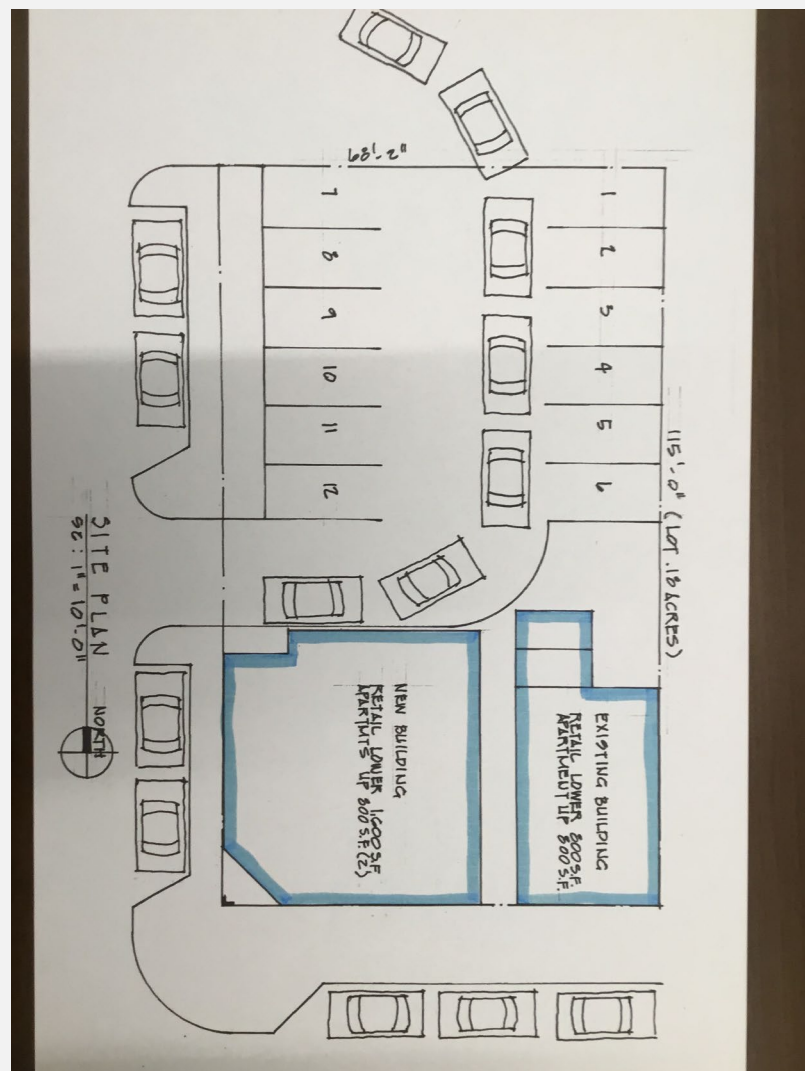 115'-0" (LOT .18 ACRES)
1
2
3
4
5
6
EXISTING BUILDING
RETAIL LOWER 800 S.F.
APARTMENT UP 800 S.F.
68'-2"
7
8
9
10
11
12
NEW BUILDING
RETAIL LOWER 1,600 S.F.
APARTMTS UP 800 S.F. (2)
SITE PLAN
SC: 1"=10'-0"
NORTH